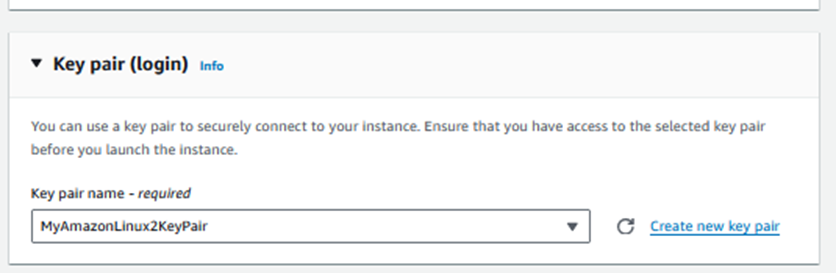 Key pair (login) Info
You can use a key pair to securely connect to your instance. Ensure that you have access to the selected key pair
before you launch the instance.
Key pair name - required
MyAmazonLinux2KeyPair Create new key pair